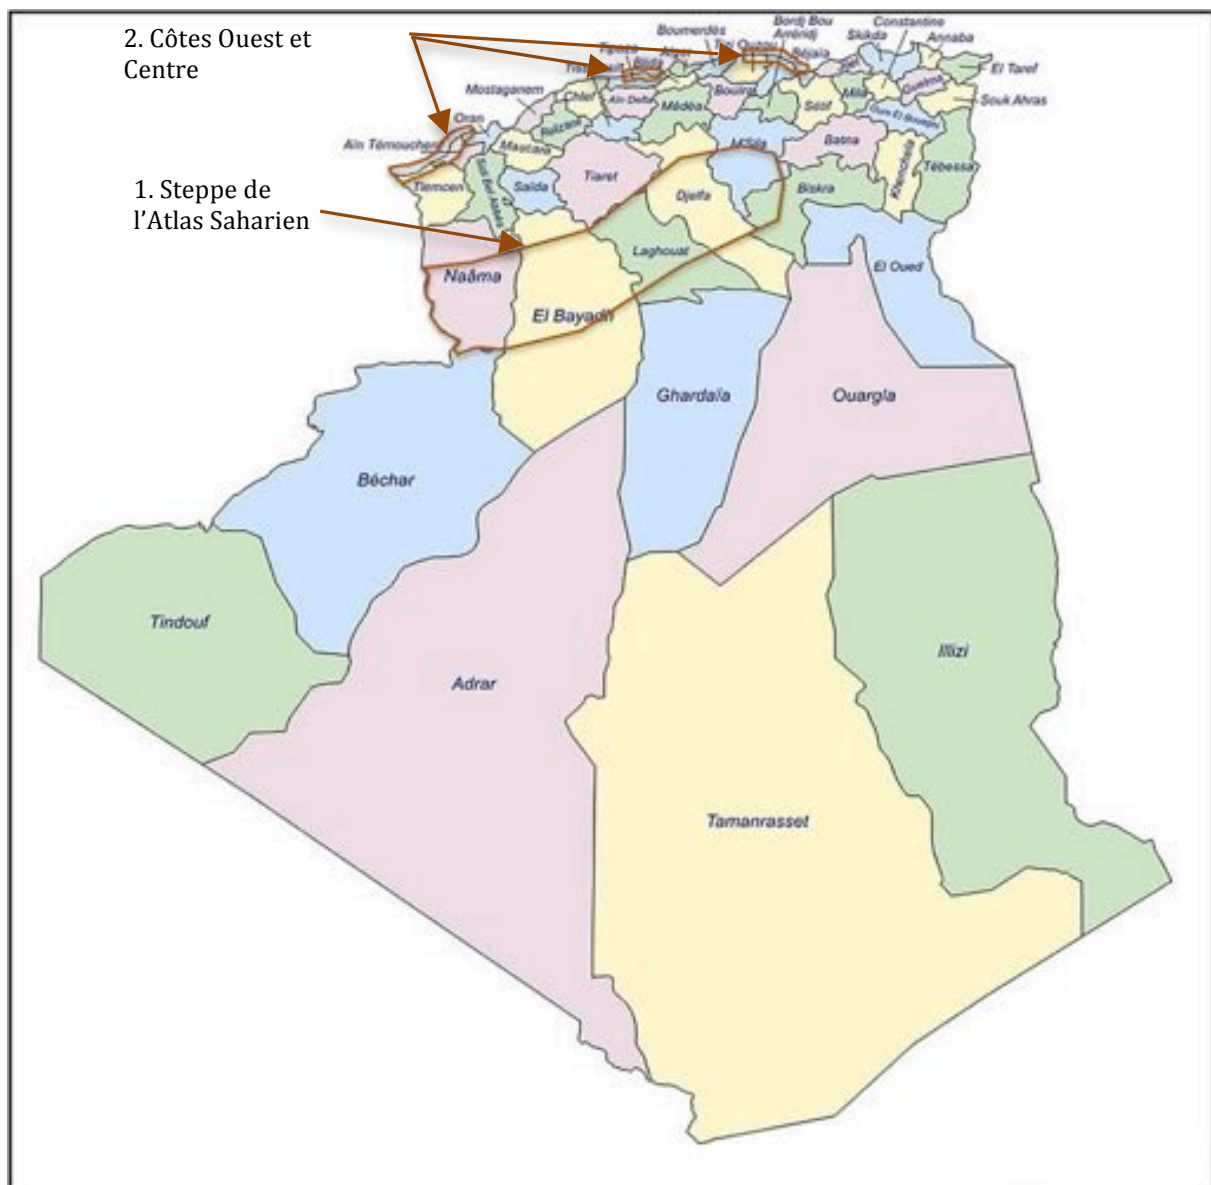 2. Côtes Ouest et
Centre
Bordj Bou
Arréridj
Constantine
Boumerdès
Skikda
Annaba
Tizi Ouzou
Béjaïa
Alger
Blida
El Taref
Guelma
Mila
Mostaganem
Chlef
Aïn Defla
Bouira
Sétif
Souk Ahras
Médéa
Oum El Bouaghi
Oran
Relizane
Aïn Témouchent
Mascara
M'Sila
Batna
Khenchela
Tébessa
1. Steppe de
l'Atlas Saharien
Tlemcen
Sidi Bel Abbès
Saïda
Tiaret
Djelfa
Biskra
Laghouat
El Oued
Naâma
El Bayadh
Ghardaïa
Ouargla
Béchar
Tindouf
Adrar
Illizi
Tamanrasset